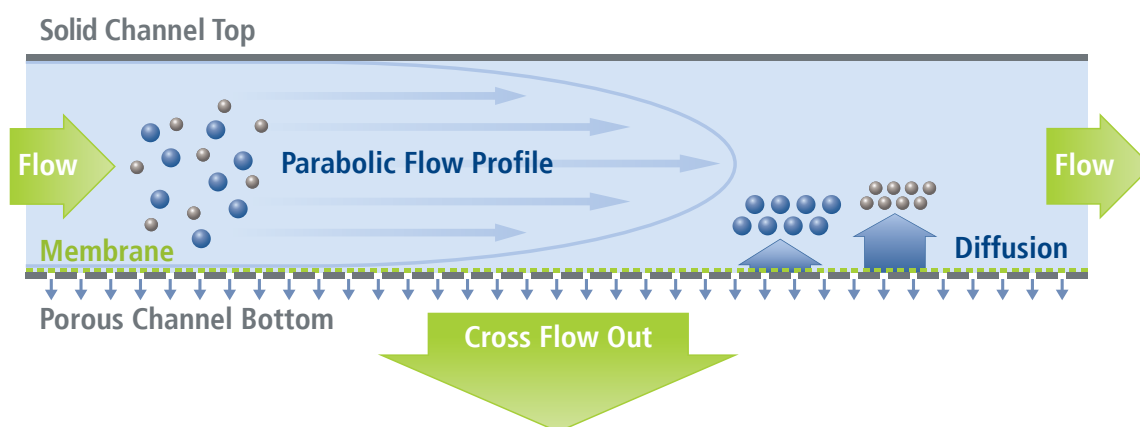 Solid Channel Top
Flow
Parabolic Flow Profile
Flow
Membrane
Diffusion
Porous Channel Bottom
Cross Flow Out